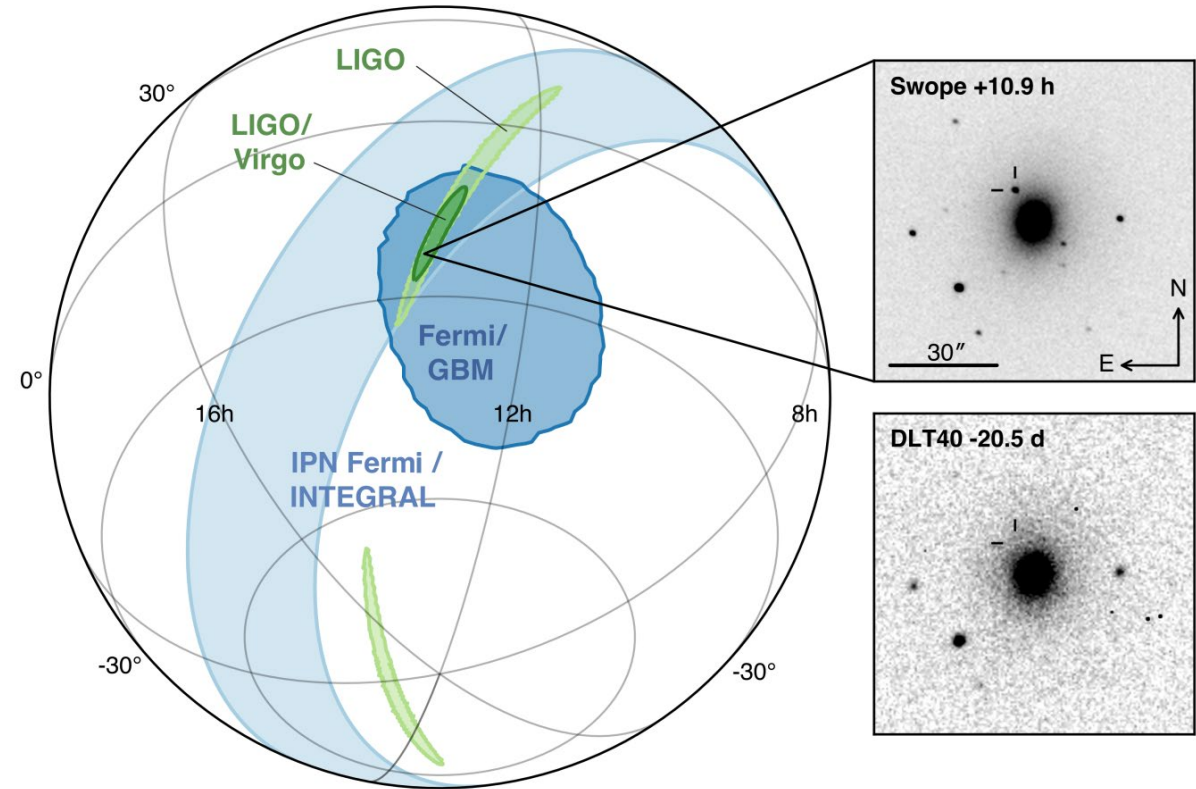 LIGO
30°
LIGO/
Virgo
Fermi/
GBM
0°
16h
12h
8h
IPN Fermi /
INTEGRAL
-30°
-30°
Swope +10.9 h
N
30″
E
DLT40 -20.5 d